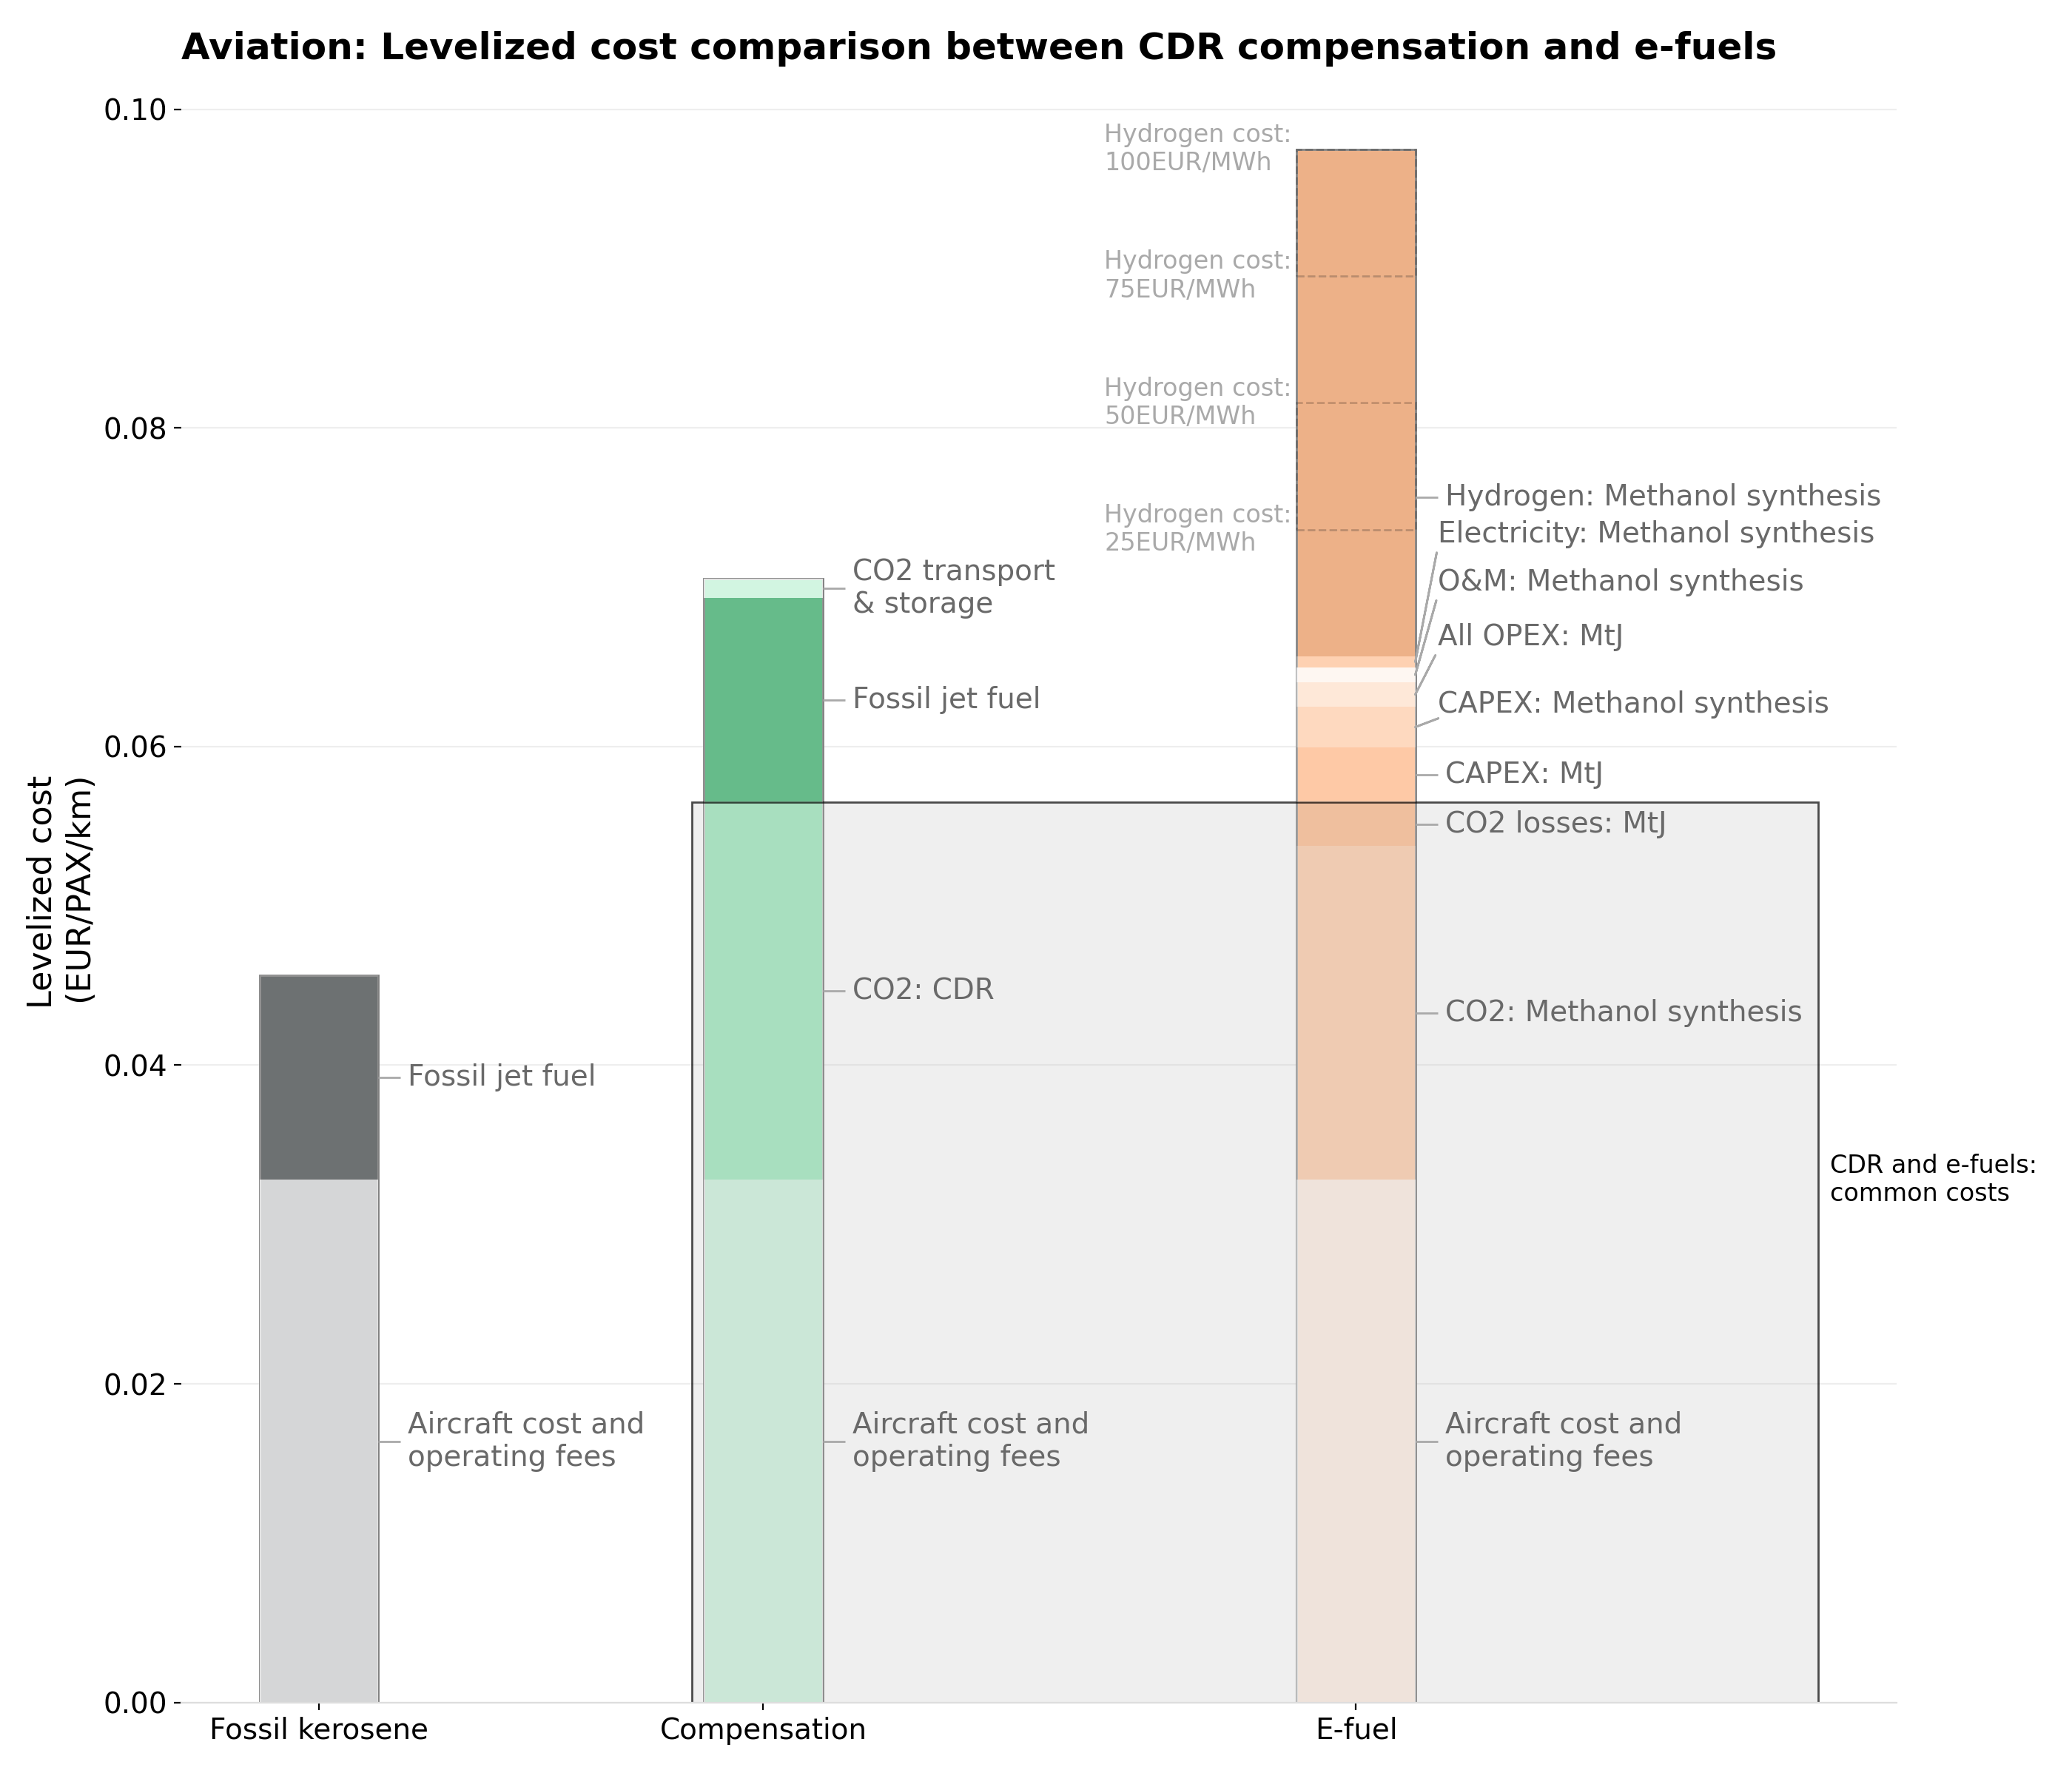 Aviation: Levelized cost comparison between CDR compensation and e-fuels
Levelized cost
(EUR/PAX/km)
0.10
0.08
0.06
0.04
0.02
0.00
Fossil jet fuel
Aircraft cost and
operating fees
CO2 transport
& storage
Fossil jet fuel
CO2: CDR
Aircraft cost and
operating fees
Hydrogen cost:
100EUR/MWh
Hydrogen cost:
75EUR/MWh
Hydrogen cost:
50EUR/MWh
Hydrogen cost:
25EUR/MWh
Hydrogen: Methanol synthesis
Electricity: Methanol synthesis
O&M: Methanol synthesis
All OPEX: MtJ
CAPEX: Methanol synthesis
CAPEX: MtJ
CO2 losses: MtJ
CO2: Methanol synthesis
Aircraft cost and
operating fees
CDR and e-fuels:
common costs
Fossil kerosene
Compensation
E-fuel